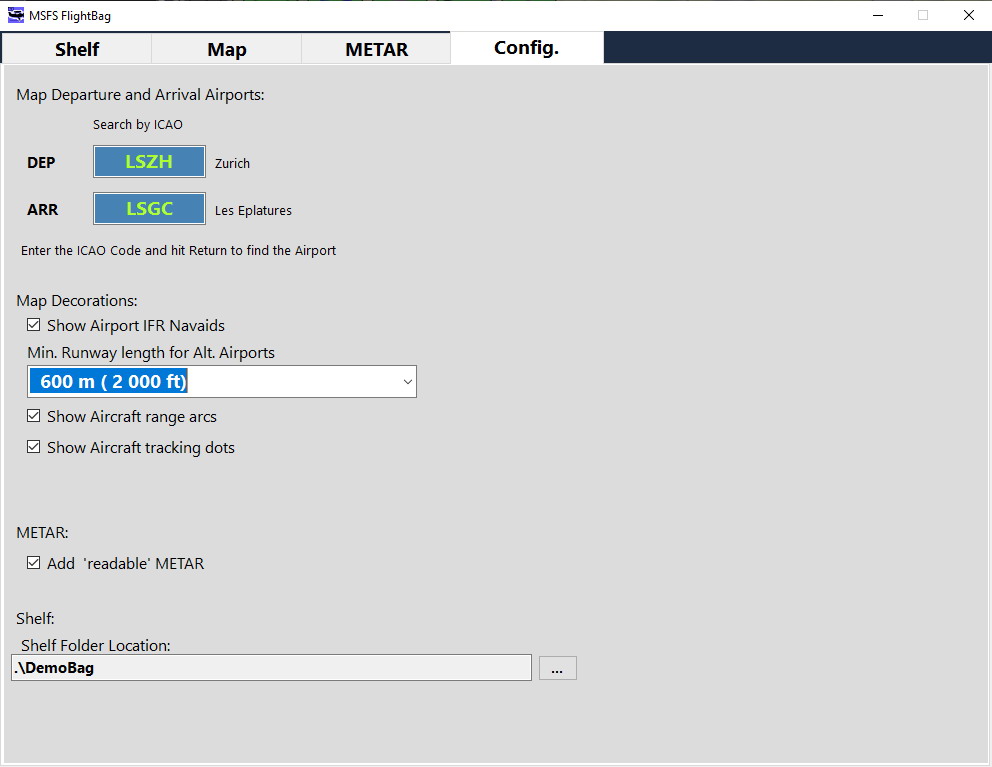 MSFS FlightBag
Shelf Map METAR Config.
Map Departure and Arrival Airports:
Search by ICAO
DEP LSZH Zurich
ARR LSGC Les Eplatures
Enter the ICAO Code and hit Return to find the Airport
Map Decorations:
Show Airport IFR Navaids
Min. Runway length for Alt. Airports
600 m ( 2 000 ft)
Show Aircraft range arcs
Show Aircraft tracking dots
METAR:
Add 'readable' METAR
Shelf:
Shelf Folder Location:
.\DemoBag ...